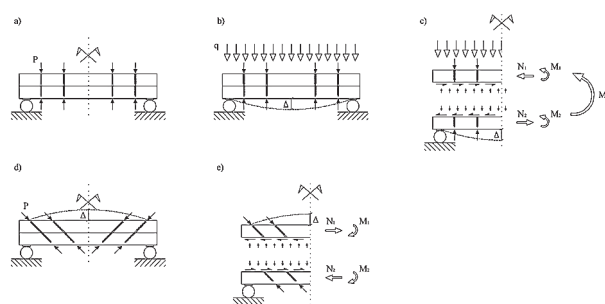 a)
P
b)
q
Δ
c)
N₁ M₁
M
N₂ M₂
Δ
d)
P
Δ
e)
Δ
N₁ M₁
N₂ M₂